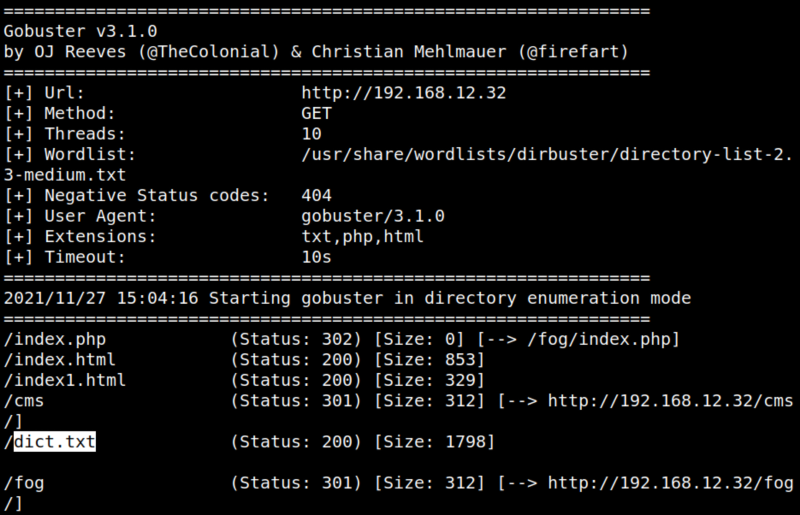 ===============================================================
Gobuster v3.1.0
by OJ Reeves (@TheColonial) & Christian Mehlmauer (@firefart)
===============================================================
[+] Url:                     http://192.168.12.32
[+] Method:                  GET
[+] Threads:                 10
[+] Wordlist:                /usr/share/wordlists/dirbuster/directory-list-2.
3-medium.txt
[+] Negative Status codes:   404
[+] User Agent:              gobuster/3.1.0
[+] Extensions:              txt,php,html
[+] Timeout:                 10s
===============================================================
2021/11/27 15:04:16 Starting gobuster in directory enumeration mode
===============================================================
/index.php            (Status: 302) [Size: 0] [--> /fog/index.php]
/index.html           (Status: 200) [Size: 853]
/index1.html          (Status: 200) [Size: 329]
/cms                  (Status: 301) [Size: 312] [--> http://192.168.12.32/cms
/]
/dict.txt             (Status: 200) [Size: 1798]
/fog                  (Status: 301) [Size: 312] [--> http://192.168.12.32/fog
/]